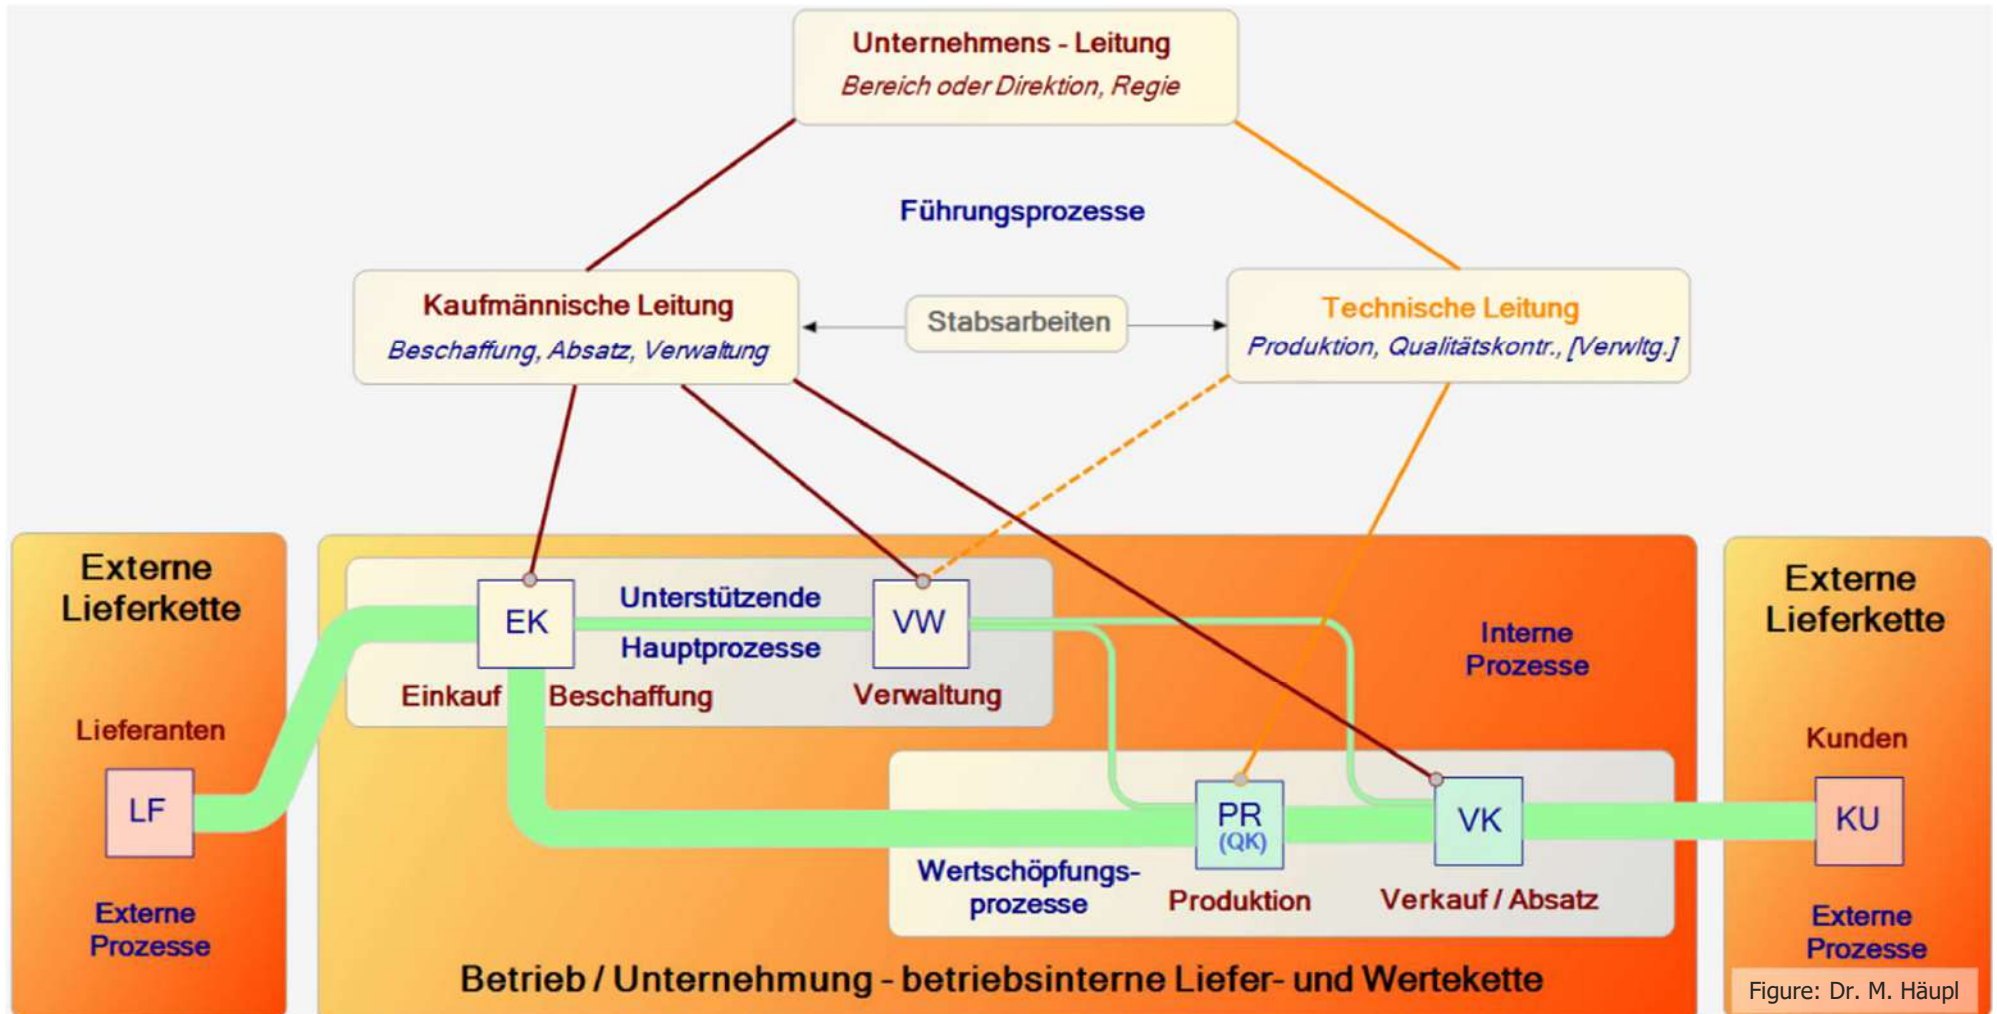 Unternehmens - Leitung
Bereich oder Direktion, Regie
Führungsprozesse
Kaufmännische Leitung
Beschaffung, Absatz, Verwaltung
Stabsarbeiten
Technische Leitung
Produktion, Qualitätskontr., [Verwltg.]
Externe
Lieferkette
Lieferanten
LF
Externe
Prozesse
EK
Unterstützende
Hauptprozesse
VW
Einkauf
Beschaffung
Verwaltung
Interne
Prozesse
PR
(QK)
VK
Wertschöpfungs-
prozesse
Produktion
Verkauf / Absatz
Betrieb / Unternehmung - betriebsinterne Liefer- und Wertekette
Externe
Lieferkette
Kunden
KU
Externe
Prozesse
Figure: Dr. M. Häupl